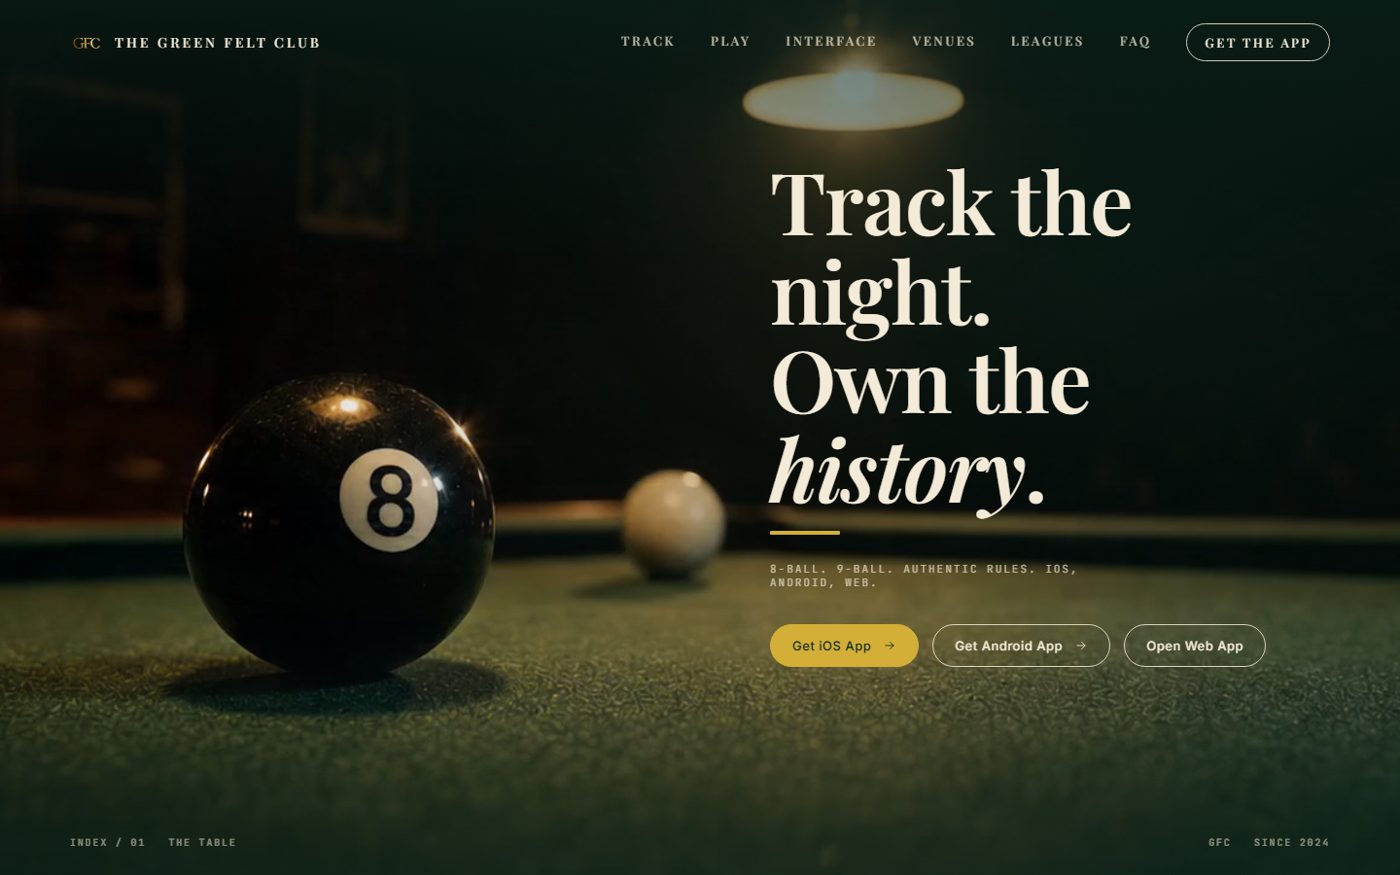 GFC THE GREEN FELT CLUB
TRACK PLAY INTERFACE VENUES LEAGUES FAQ GET THE APP
Track the
night.
Own the
history.
8-BALL. 9-BALL. AUTHENTIC RULES. IOS,
ANDROID, WEB.
Get iOS App → Get Android App → Open Web App
8
INDEX / 01 THE TABLE
GFC SINCE 2024